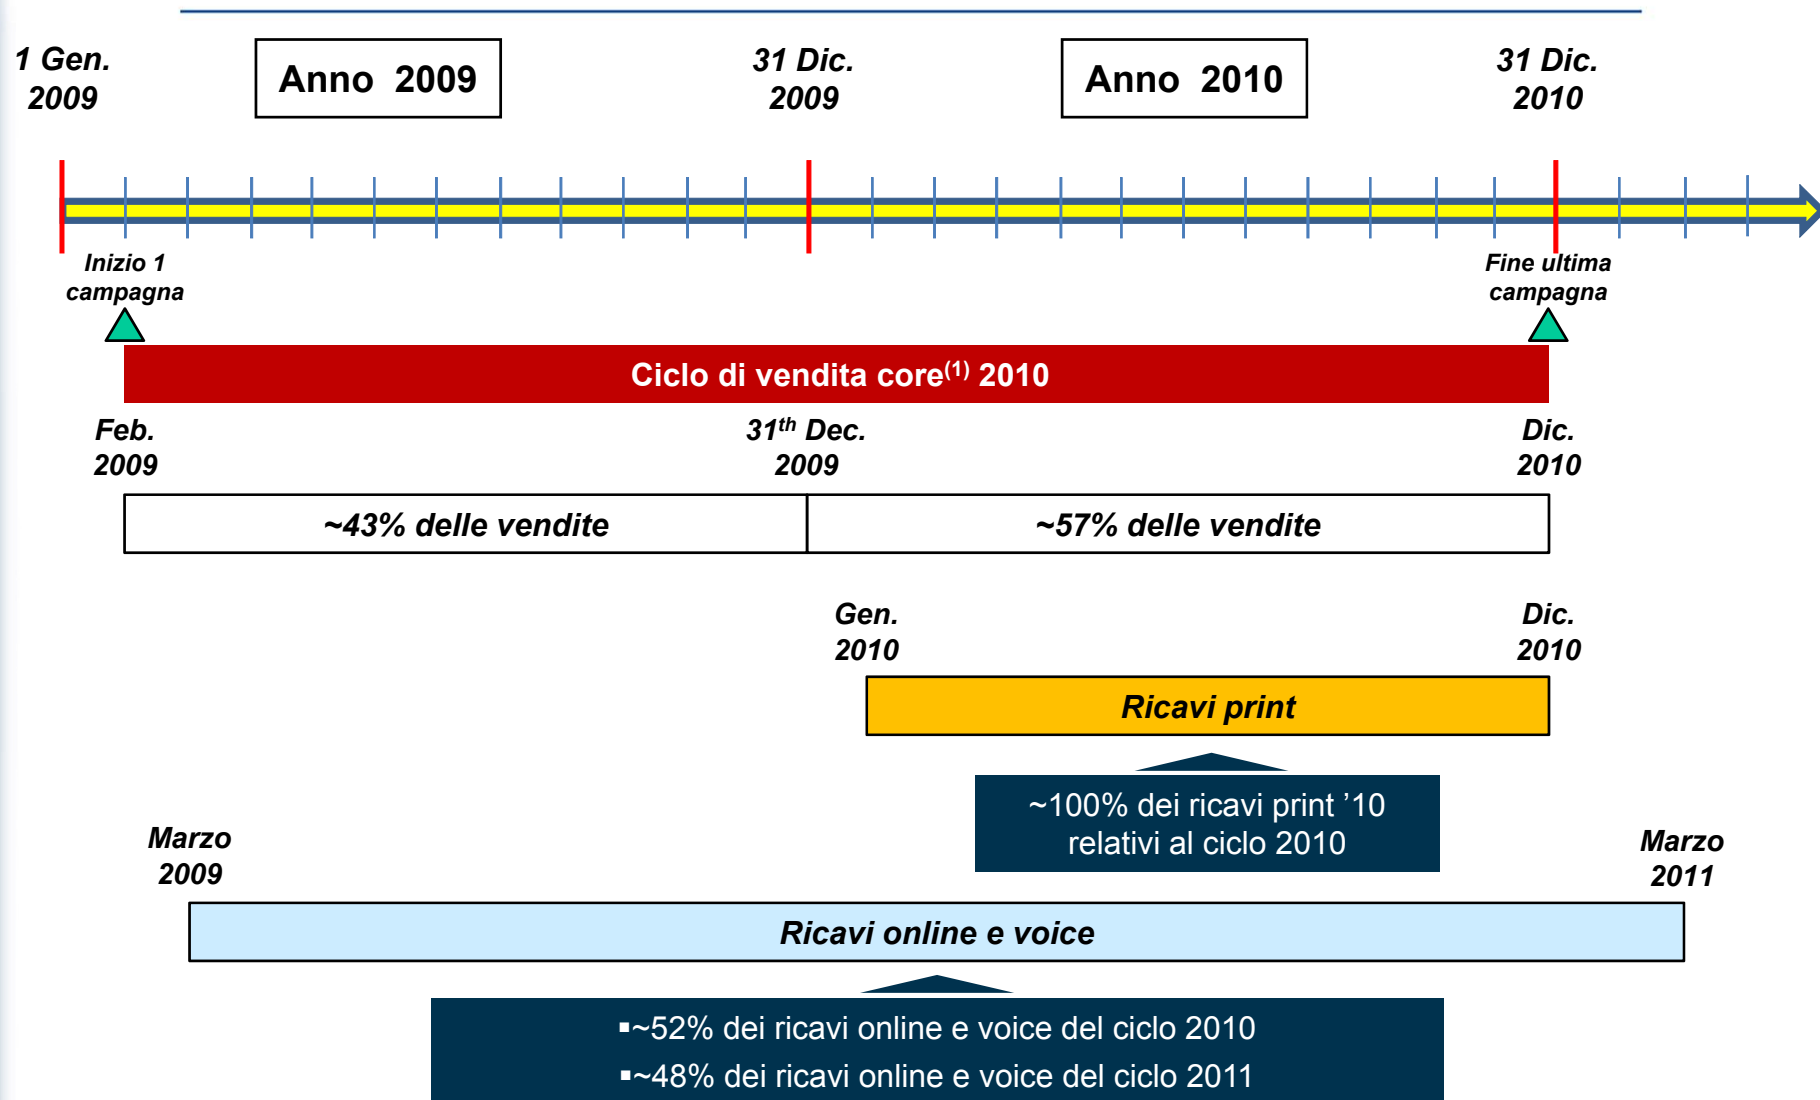 1 Gen.
2009
Anno 2009
31 Dic.
2009
Anno 2010
31 Dic.
2010
Inizio 1
campagna
Fine ultima
campagna
Ciclo di vendita core(1) 2010
Feb.
2009
31th Dec.
2009
Dic.
2010
~43% delle vendite
~57% delle vendite
Gen.
2010
Dic.
2010
Ricavi print
~100% dei ricavi print ’10
relativi al ciclo 2010
Marzo
2009
Marzo
2011
Ricavi online e voice
▪~52% dei ricavi online e voice del ciclo 2010
▪~48% dei ricavi online e voice del ciclo 2011